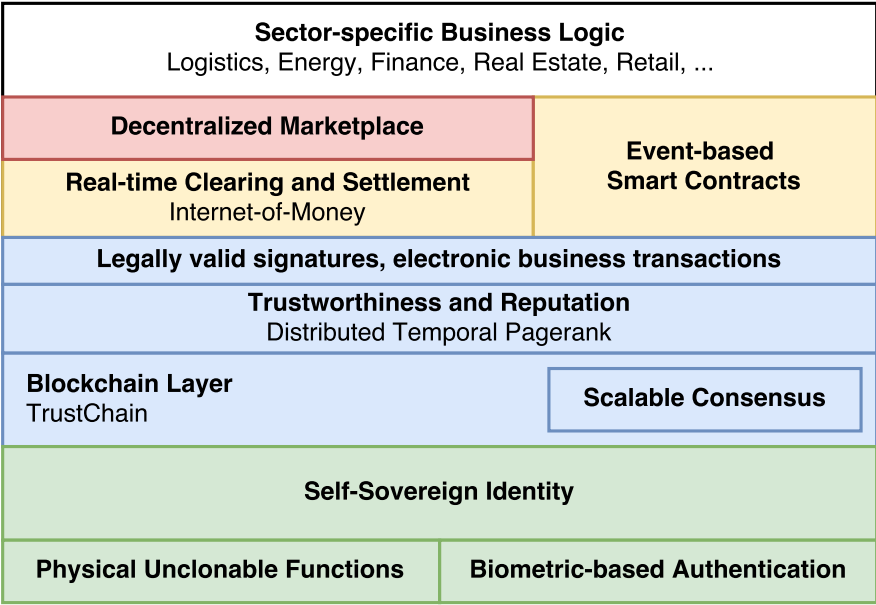 Sector-specific Business Logic
Logistics, Energy, Finance, Real Estate, Retail, ...
Decentralized Marketplace
Event-based
Smart Contracts
Real-time Clearing and Settlement
Internet-of-Money
Legally valid signatures, electronic business transactions
Trustworthiness and Reputation
Distributed Temporal Pagerank
Blockchain Layer
TrustChain
Scalable Consensus
Self-Sovereign Identity
Physical Unclonable Functions
Biometric-based Authentication